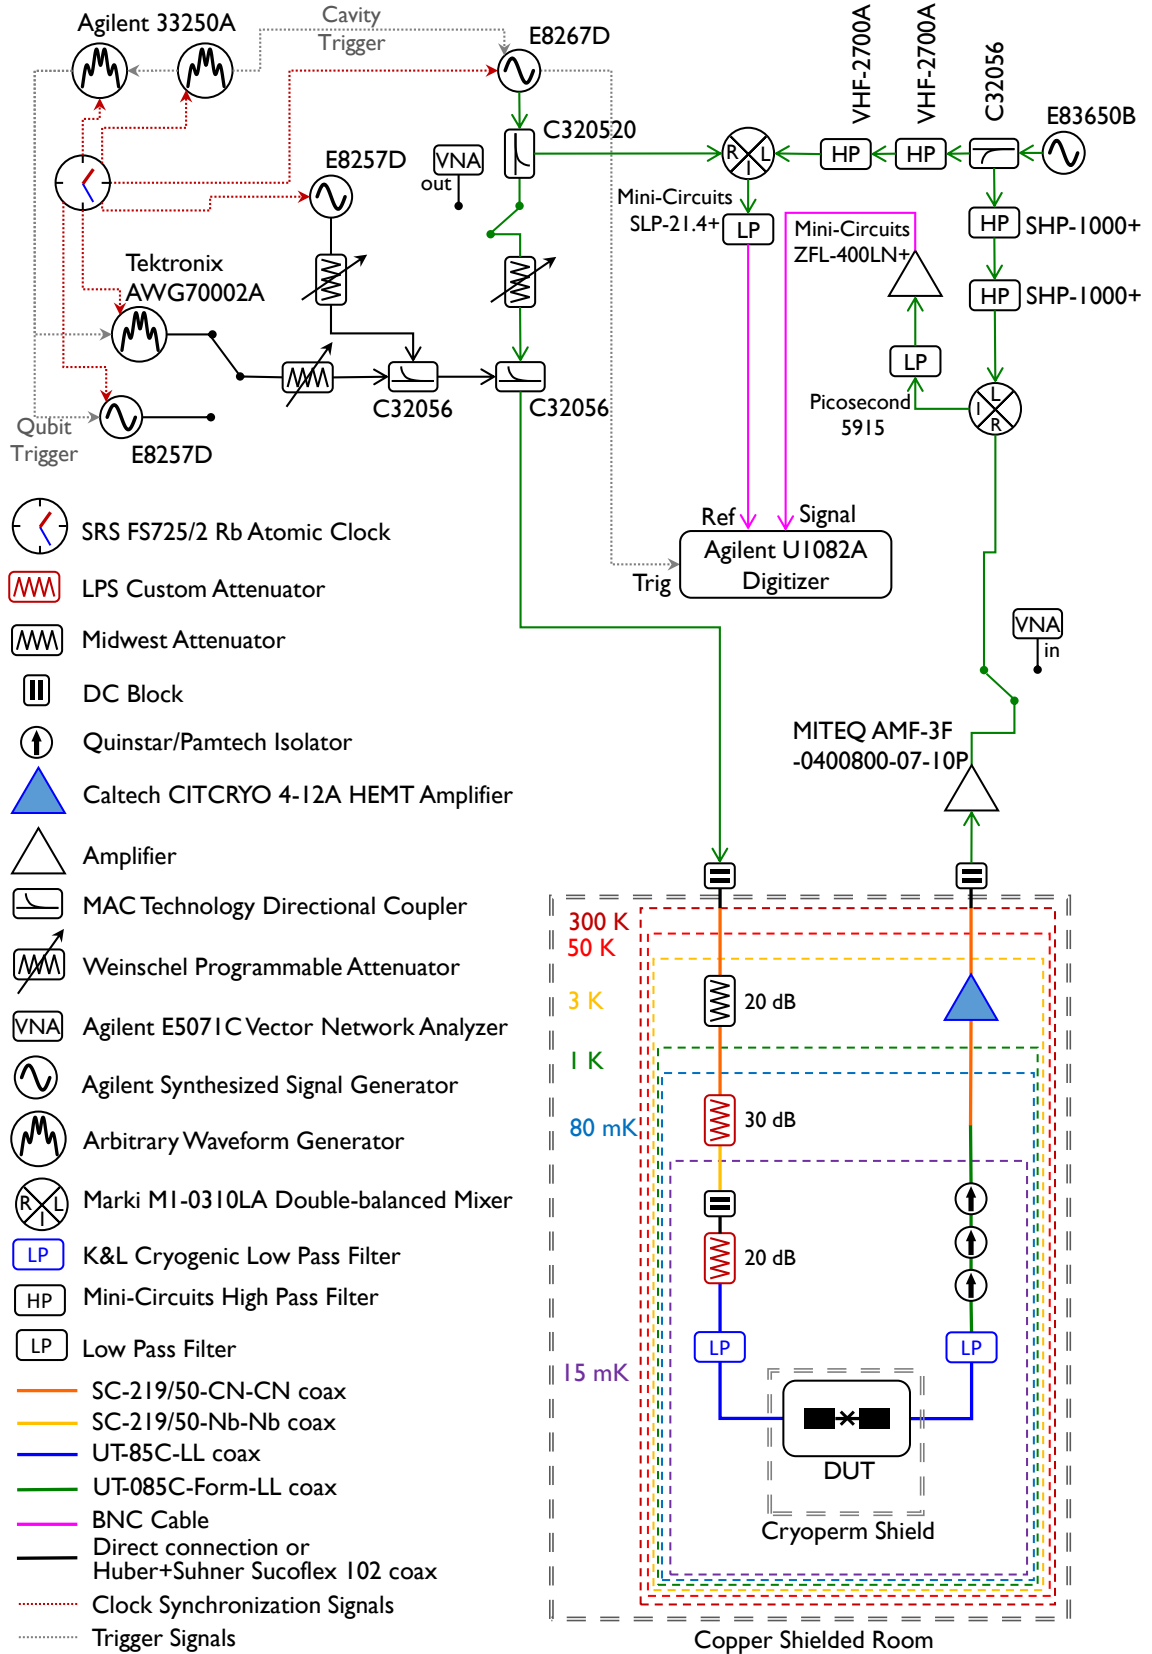 Agilent 33250A
Cavity
Trigger
E8267D
VHF-2700A
VHF-2700A
C32056
E83650B
C320520
E8257D
VNA
out
R
L
I
HP
HP
Mini-Circuits
SLP-21.4+
LP
Mini-Circuits
ZFL-400LN+
HP
SHP-1000+
HP
SHP-1000+
Tektronix
AWG70002A
LP
C32056
C32056
Picosecond
5915
L
I
R
Qubit
Trigger
E8257D
Ref
Signal
Agilent U1082A
Digitizer
Trig
SRS FS725/2 Rb Atomic Clock
LPS Custom Attenuator
Midwest Attenuator
DC Block
Quinstar/Pamtech Isolator
Caltech CITCRYO 4-12A HEMT Amplifier
Amplifier
MAC Technology Directional Coupler
Weinschel Programmable Attenuator
VNA Agilent E5071C Vector Network Analyzer
Agilent Synthesized Signal Generator
Arbitrary Waveform Generator
R L I Marki M1-0310LA Double-balanced Mixer
LP K&L Cryogenic Low Pass Filter
HP Mini-Circuits High Pass Filter
LP Low Pass Filter
SC-219/50-CN-CN coax
SC-219/50-Nb-Nb coax
UT-85C-LL coax
UT-085C-Form-LL coax
BNC Cable
Direct connection or
Huber+Suhner Sucoflex 102 coax
Clock Synchronization Signals
Trigger Signals
VNA
in
MITEQ AMF-3F
-0400800-07-10P
300 K
50 K
3 K
20 dB
1 K
80 mK
30 dB
20 dB
LP
LP
15 mK
DUT
Cryoperm Shield
Copper Shielded Room